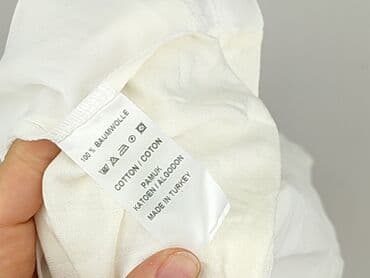 100 % BAUMWOLLE
COTTON / COTON
PAMUK
KATOEN / ALGODON
MADE IN TURKEY